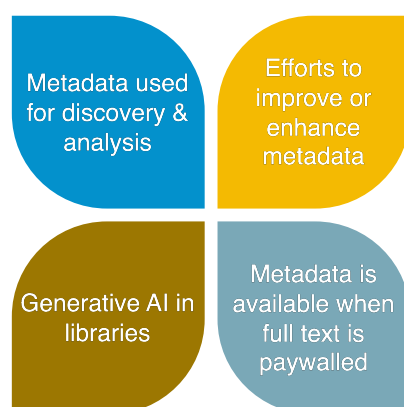 Metadata used
for discovery &
analysis
Efforts to
improve or
enhance
metadata
Generative AI in
libraries
Metadata is
available when
full text is
paywalled